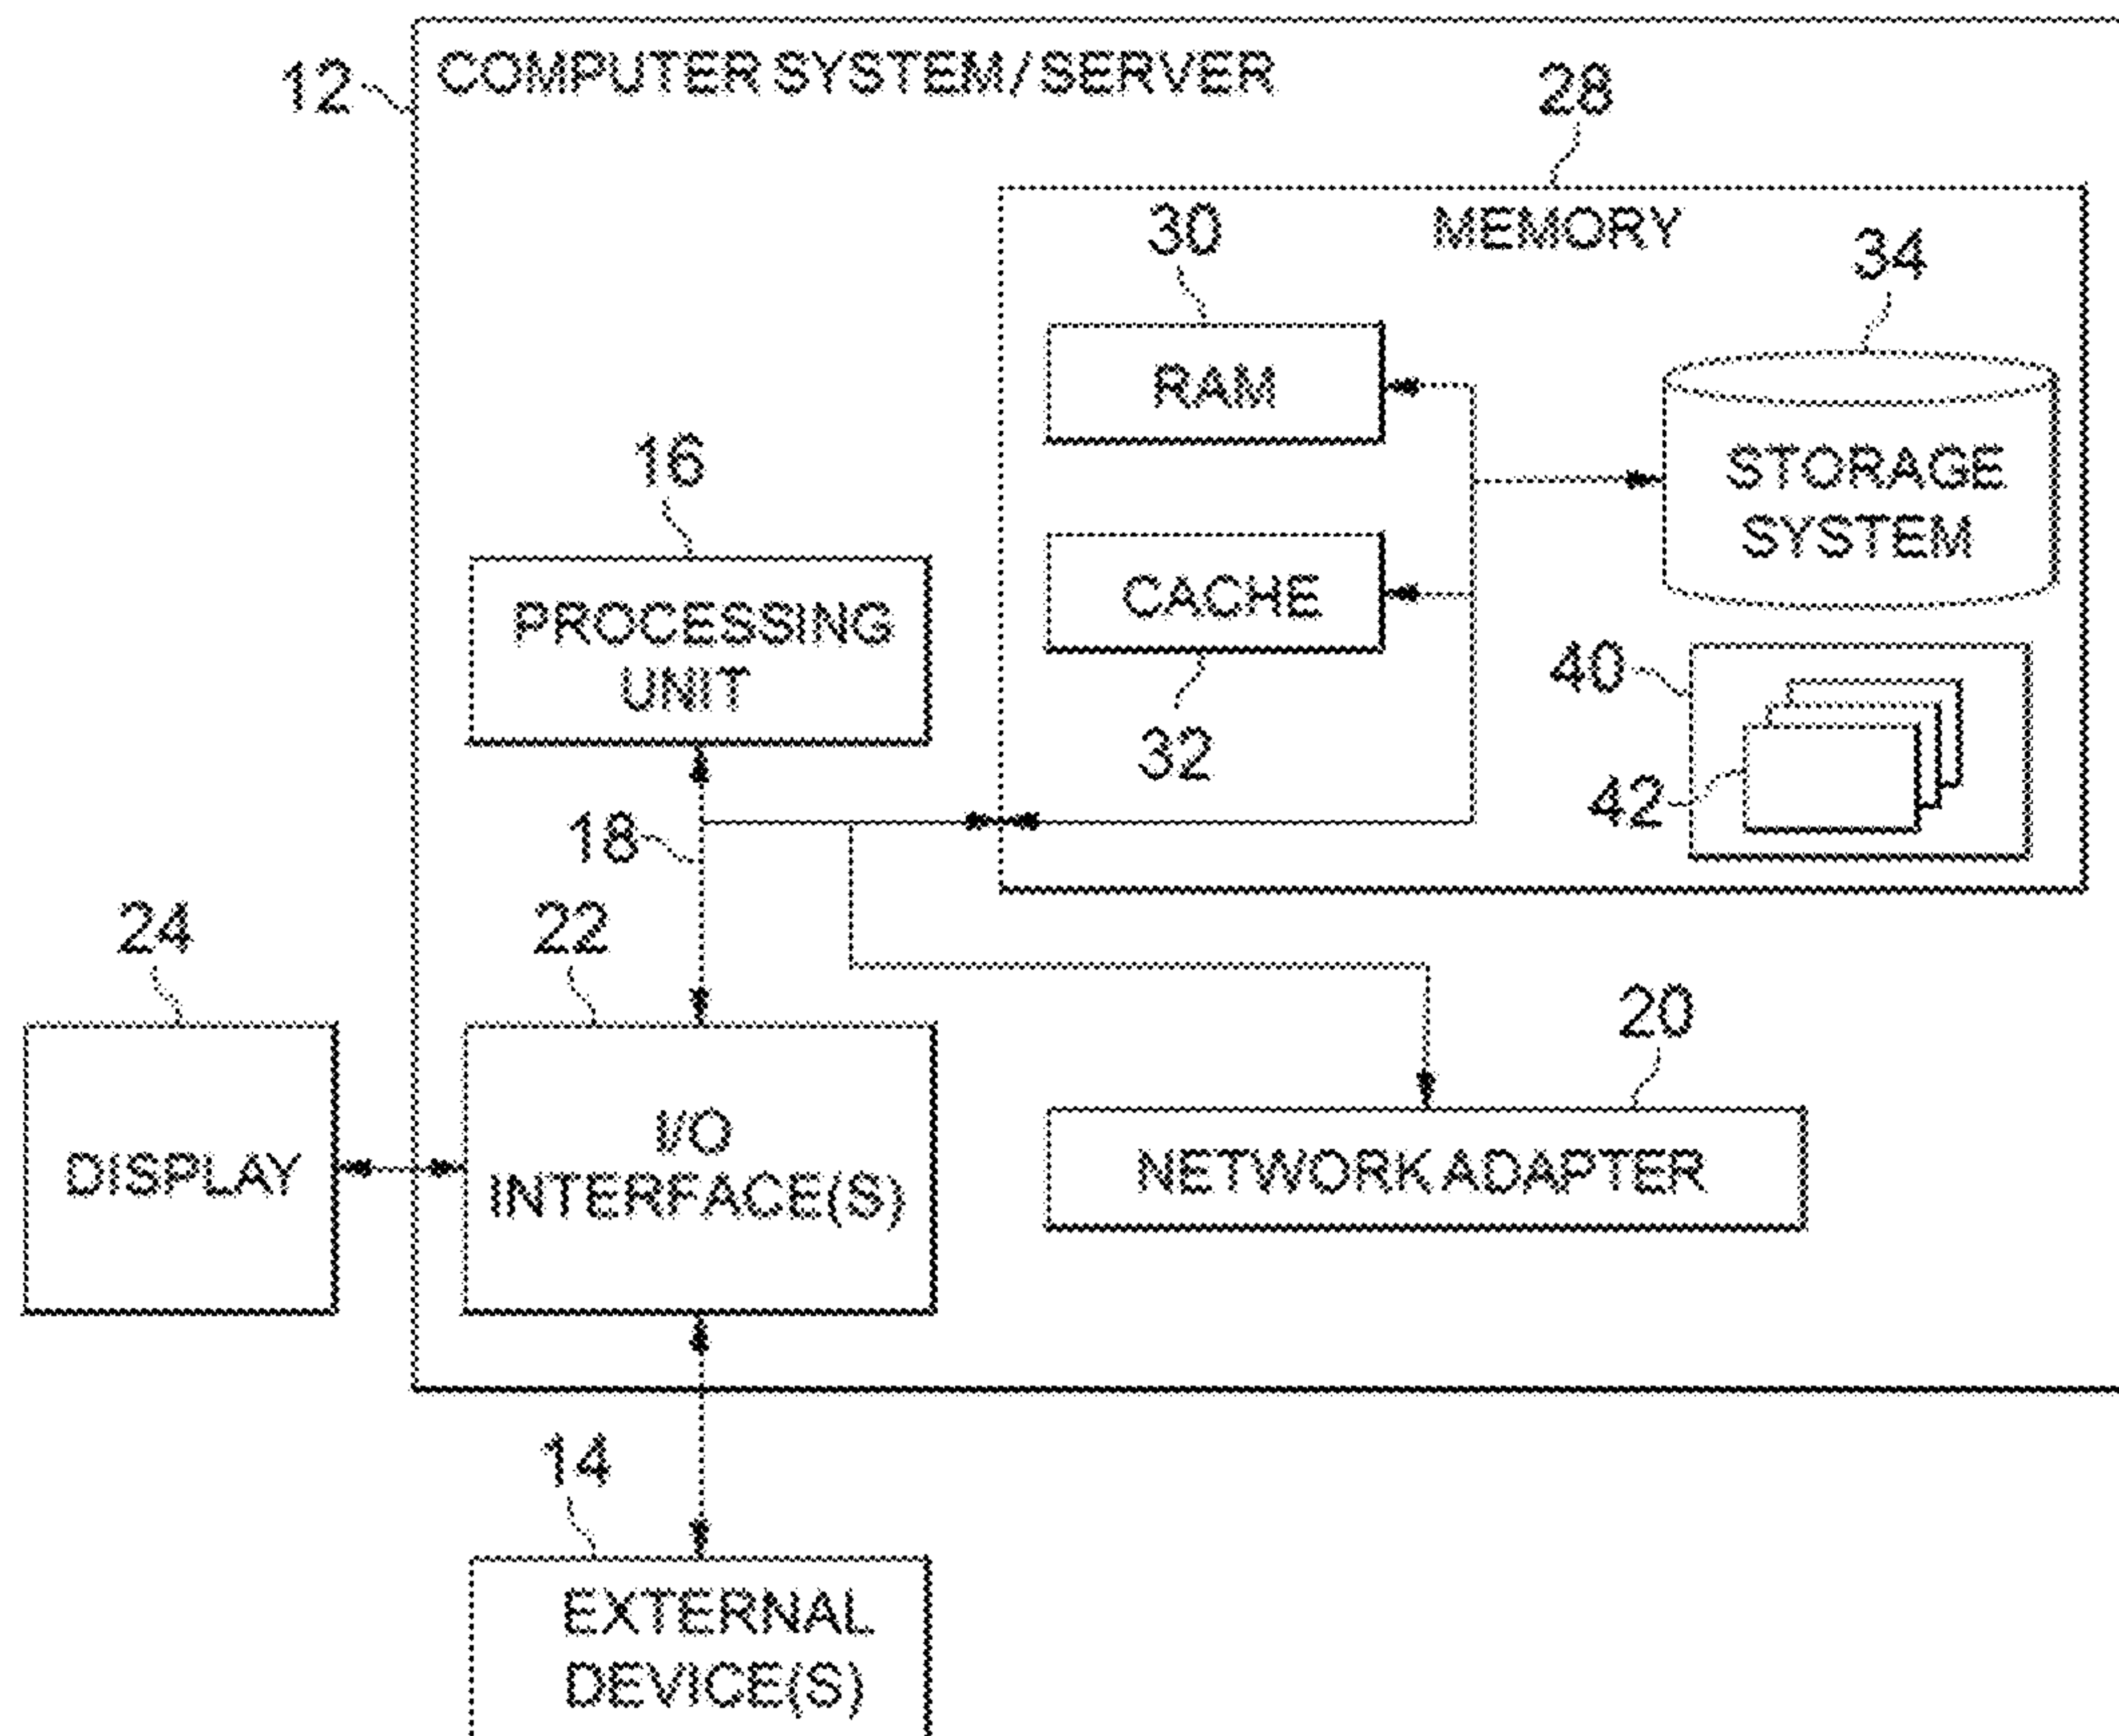 12
COMPUTER SYSTEM / SERVER
28
MEMORY
30
34
RAM
STORAGE
SYSTEM
16
PROCESSING
UNIT
CACHE
32
40
42
18
24
22
20
DISPLAY
I/O
INTERFACE(S)
NETWORK ADAPTER
14
EXTERNAL
DEVICE(S)